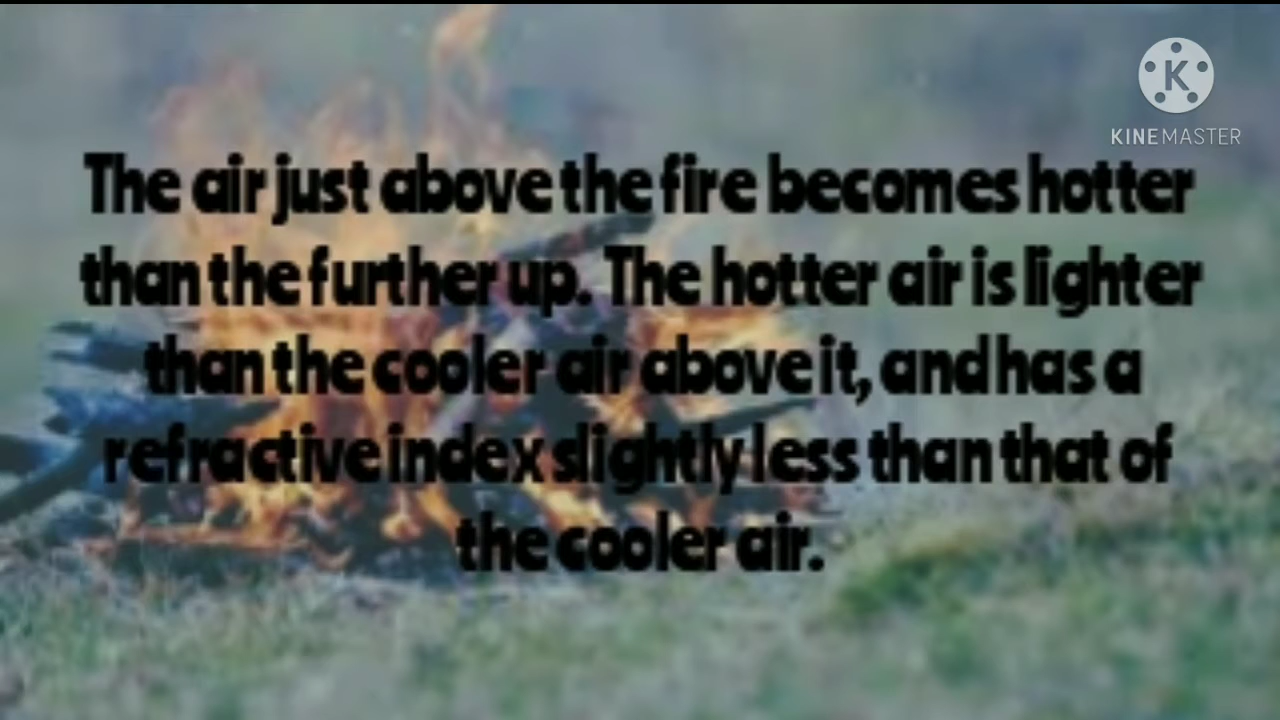 KINEMASTER
The air just above the fire becomes hotter
than the further up. The hotter air is lighter
than the cooler air above it, and has a
refractive index slightly less than that of
the cooler air.